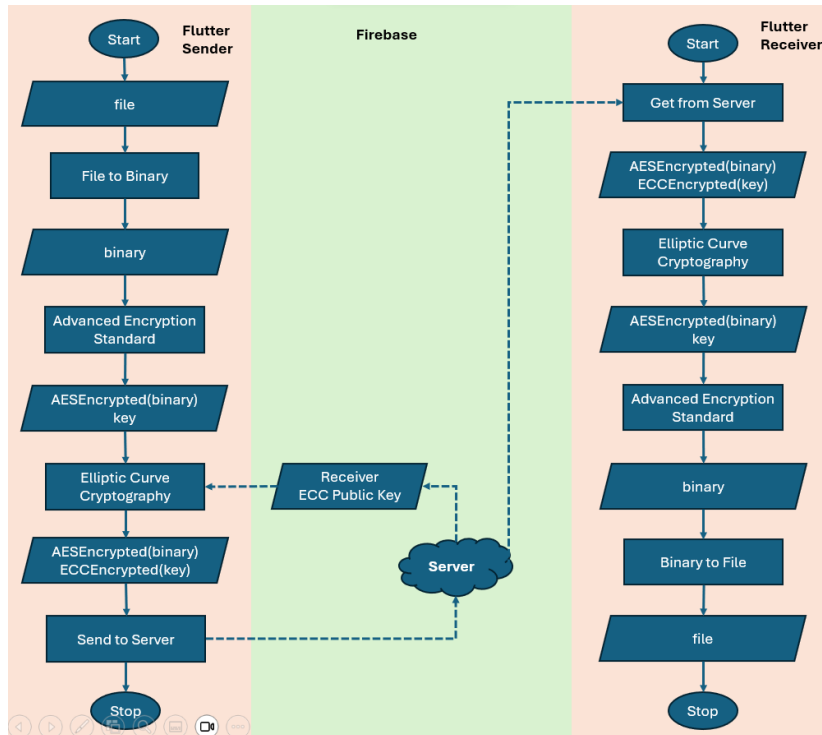 Flutter
Sender
Start
file
File to Binary
binary
Advanced Encryption
Standard
AESEncrypted(binary)
key
Elliptic Curve
Cryptography
AESEncrypted(binary)
ECCEncrypted(key)
Send to Server
Stop
Firebase
Receiver
ECC Public Key
Server
Flutter
Receiver
Start
Get from Server
AESEncrypted(binary)
ECCEncrypted(key)
Elliptic Curve
Cryptography
AESEncrypted(binary)
key
Advanced Encryption
Standard
binary
Binary to File
file
Stop